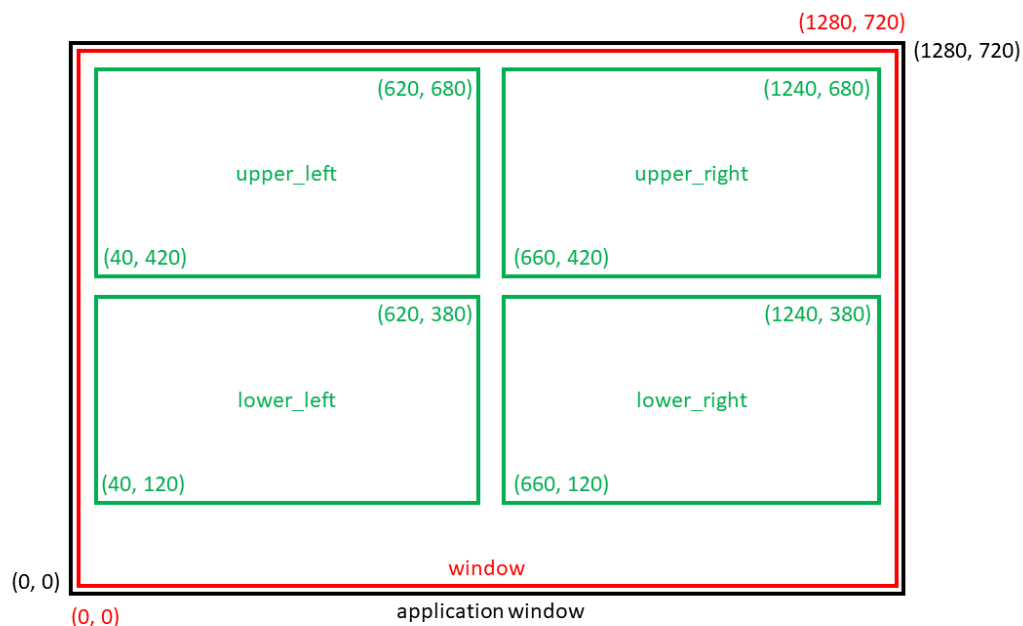 (1280, 720)
(1280, 720)
(620, 680)
(1240, 680)
upper_left
upper_right
(40, 420)
(660, 420)
(620, 380)
(1240, 380)
lower_left
lower_right
(40, 120)
(660, 120)
window
(0, 0)
application window
(0, 0)